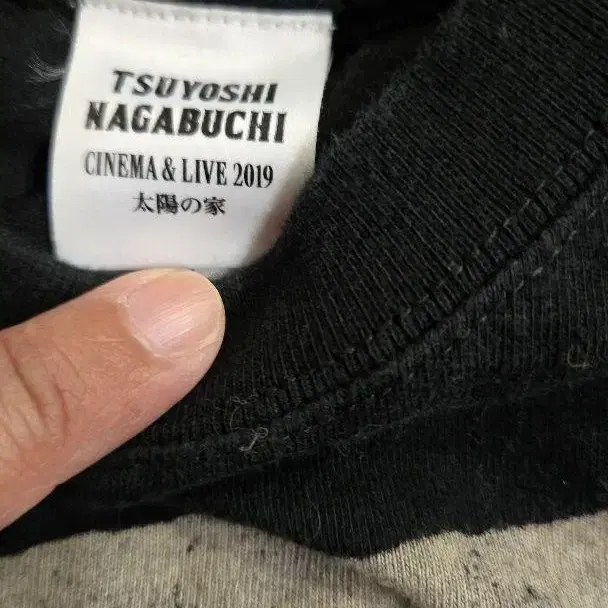 TSUYOSHI
NAGABUCHI
CINEMA & LIVE 2019
太陽の家